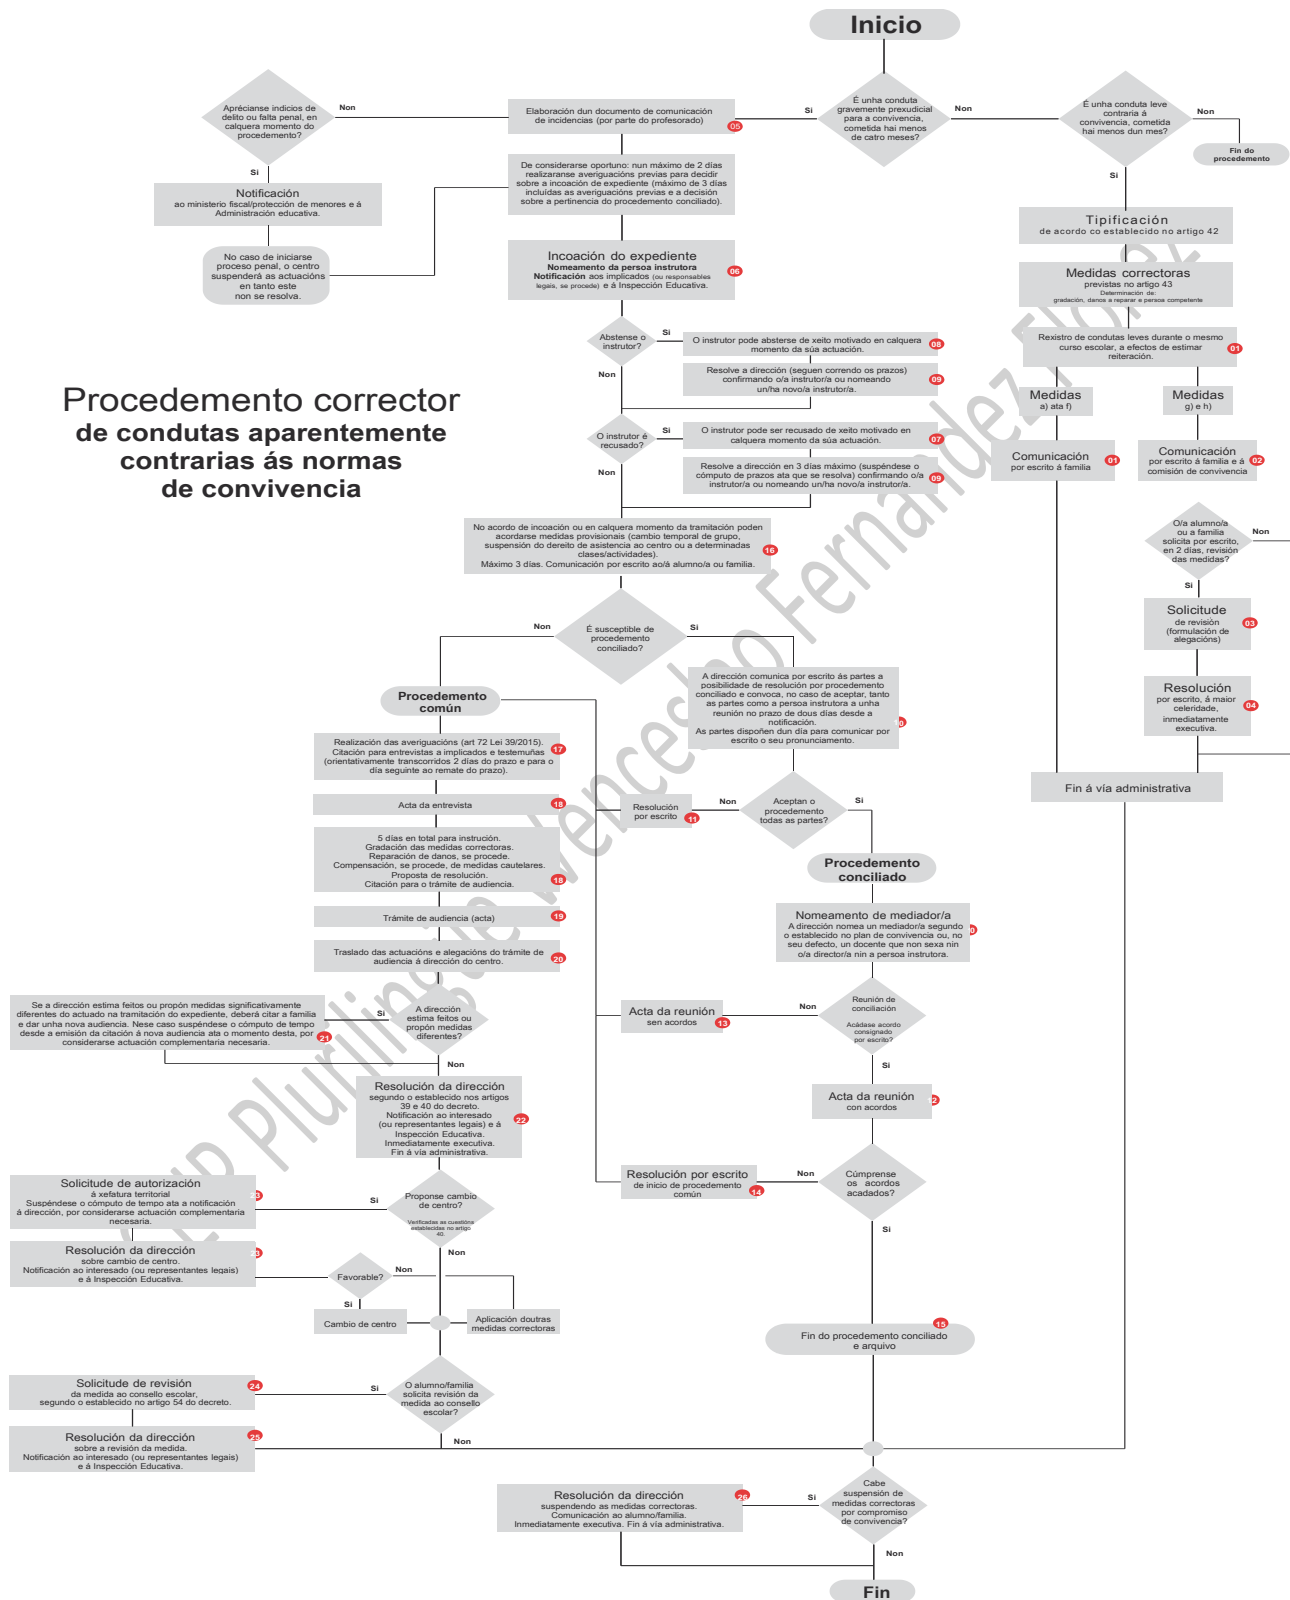 Inicio
É unha conduta
gravemente prexudicial
para a convivencia,
cometida hai menos
de catro meses?
Si
Non
É unha conduta leve
contraria á
convivencia, cometida
hai menos dun mes?
Non
Fin do
procedemento
Si
Elaboración dun documento de comunicación
de incidencias (por parte do profesorado)
05
Non
Aprécianse indicios de
delito ou falta penal, en
calquera momento do
procedemento?
Si
Notificación
ao ministerio fiscal/protección de menores e á
Administración educativa.
No caso de iniciarse
proceso penal, o centro
suspenderá as actuacións
en tanto este
non se resolva.
De considerarse oportuno: nun máximo de 2 días
realizaranse averiguacións previas para decidir
sobre a incoación de expediente (máximo de 3 días
incluídas as averiguacións previas e a decisión
sobre a pertinencia do procedemento conciliado).
Incoación do expediente
Nomeamento da persoa instrutora
Notificación aos implicados (ou responsables
legais, se procede) e á Inspección Educativa.
06
Abstense o
instrutor?
Si
Non
O instrutor pode absterse de xeito motivado en calquera
momento da súa actuación.
08
Resolve a dirección (seguen correndo os prazos)
confirmando o/a instrutor/a ou nomeando
un/ha novo/a instrutor/a.
09
O instrutor é
recusado?
Si
Non
O instrutor pode ser recusado de xeito motivado en
calquera momento da súa actuación.
07
Resolve a dirección en 3 días máximo (suspéndese o
cómputo de prazos ata que se resolva) confirmando o/a
instrutor/a ou nomeando un/ha novo/a instrutor/a.
09
Procedemento corrector
de condutas aparentemente
contrarias ás normas
de convivencia
Tipificación
de acordo co establecido no artigo 42
Medidas correctoras
previstas no artigo 43
Determinación de:
gradación, danos a reparar e persoa competente
Rexistro de condutas leves durante o mesmo
curso escolar, a efectos de estimar
reiteración.
01
Medidas
a) ata f)
Medidas
g) e h)
Comunicación
por escrito á familia
01
Comunicación
por escrito á familia e á
comisión de convivencia
02
O/a alumno/a
ou a familia
solicita por escrito,
en 2 días, revisión
das medidas?
Non
Si
Solicitude
de revisión
(formulación de
alegacións)
03
Resolución
por escrito, á maior
celeridade,
inmediatamente
executiva.
04
Fin á vía administrativa
No acordo de incoación ou en calquera momento da tramitación poden
acordarse medidas provisionais (cambio temporal de grupo,
suspensión do dereito de asistencia ao centro ou a determinadas
clases/actividades).
Máximo 3 días. Comunicación por escrito ao/á alumno/a ou familia.
16
É susceptible de
procedemento
conciliado?
Non
Si
Procedemento
común
A dirección comunica por escrito ás partes a
posibilidade de resolución por procedemento
conciliado e convoca, no caso de aceptar, tanto
as partes como a persoa instrutora a unha
reunión no prazo de dous días desde a
notificación.
As partes dispoñen dun día para comunicar por
escrito o seu pronunciamento.
Realización das averiguacións (art 72 Lei 39/2015).
Citación para entrevistas a implicados e testemuñas
(orientativamente transcorridos 2 días do prazo e para o
día seguinte ao remate do prazo).
17
Acta da entrevista
18
5 días en total para instrución.
Gradación das medidas correctoras.
Reparación de danos, se procede.
Compensación, se procede, de medidas cautelares.
Proposta de resolución.
Citación para o trámite de audiencia.
18
Trámite de audiencia (acta)
19
Traslado das actuacións e alegacións do trámite de
audiencia á dirección do centro.
20
Aceptan o
procedemento
todas as partes?
Non
Si
Resolución
por escrito
11
Procedemento
conciliado
Nomeamento de mediador/a
A dirección nomea un mediador/a segundo
o establecido no plan de convivencia ou, no
seu defecto, un docente que non sexa nin
o/a director/a nin a persoa instrutora.
Reunión de
conciliación
Acádase acordo
consignado
por escrito?
Non
Si
Acta da reunión
sen acordos
13
Acta da reunión
con acordos
Cúmprense
os acordos
acadados?
Non
Si
Resolución por escrito
de inicio de procedemento
común
14
Fin do procedemento conciliado
e arquivo
15
A dirección
estima feitos ou
propón medidas
diferentes?
Si
Non
Se a dirección estima feitos ou propón medidas significativamente
diferentes do actuado na tramitación do expediente, deberá citar a familia
e dar unha nova audiencia. Nese caso suspéndese o cómputo de tempo
desde a emisión da citación á nova audiencia ata o momento desta, por
considerarse actuación complementaria necesaria.
21
Resolución da dirección
segundo o establecido nos artigos
39 e 40 do decreto.
Notificación ao interesado
(ou representantes legais) e á
Inspección Educativa.
Inmediatamente executiva.
Fin á vía administrativa.
22
Proponse cambio
de centro?
Verificadas as cuestións
establecidas no artigo
40.
Si
Non
Solicitude de autorización
á xefatura territorial
Suspéndese o cómputo de tempo ata a notificación
á dirección, por considerarse actuación complementaria
necesaria.
23
Resolución da dirección
sobre cambio de centro.
Notificación ao interesado (ou representantes legais)
e á Inspección Educativa.
23
Favorable?
Non
Si
Cambio de centro
Aplicación doutras
medidas correctoras
O alumno/familia
solicita revisión da
medida ao consello
escolar?
Si
Non
Solicitude de revisión
da medida ao consello escolar,
segundo o establecido no artigo 54 do decreto.
24
Resolución da dirección
sobre a revisión da medida.
Notificación ao interesado (ou representantes legais)
e á Inspección Educativa.
25
Cabe
suspensión de
medidas correctoras
por compromiso
de convivencia?
Si
Non
Resolución da dirección
suspendendo as medidas correctoras.
Comunicación ao alumno/familia.
Inmediatamente executiva. Fin á vía administrativa.
26
Fin